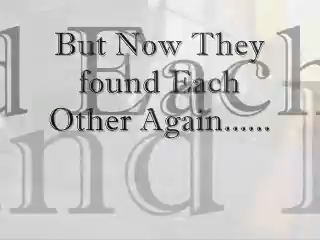 But Now They
found Each
Other Again......